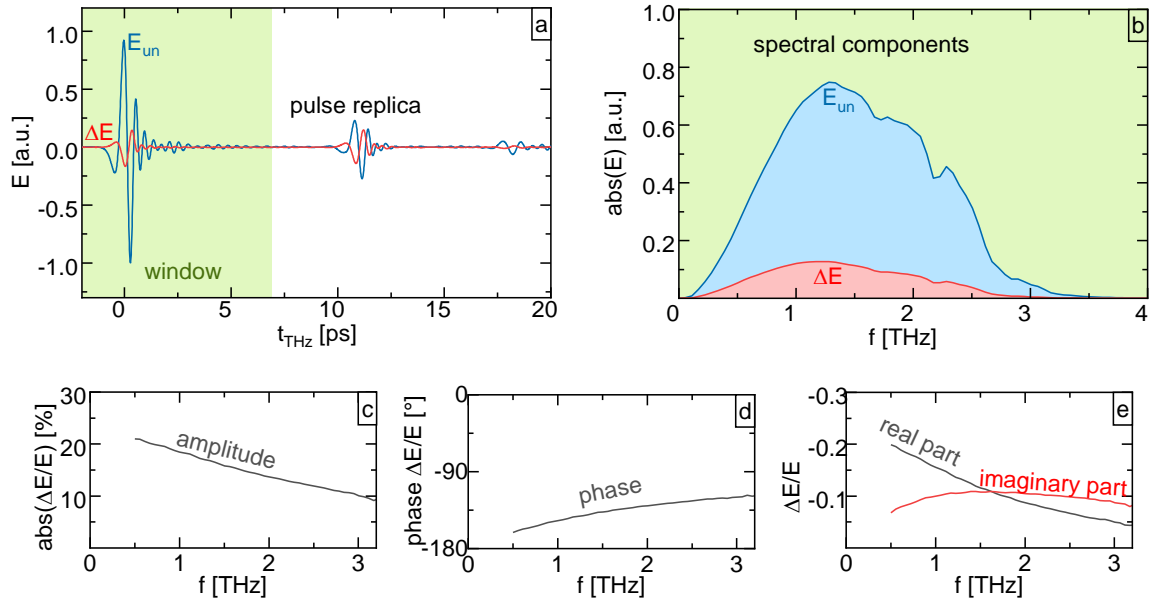 a
E_un
ΔE
pulse replica
window
E [a.u.]
1.0
0.5
0.0
-0.5
-1.0
0 5 10 15 20
t_THz [ps]
b
spectral components
E_un
ΔE
abs(E) [a.u.]
1.0
0.8
0.6
0.4
0.2
0 1 2 3 4
f [THz]
c
amplitude
abs(ΔE/E) [%]
30
20
10
0 1 2 3
f [THz]
d
phase
phase ΔE/E [°]
0
-90
-180
0 1 2 3
f [THz]
e
real part
imaginary part
ΔE/E
-0.3
-0.2
-0.1
0 1 2 3
f [THz]